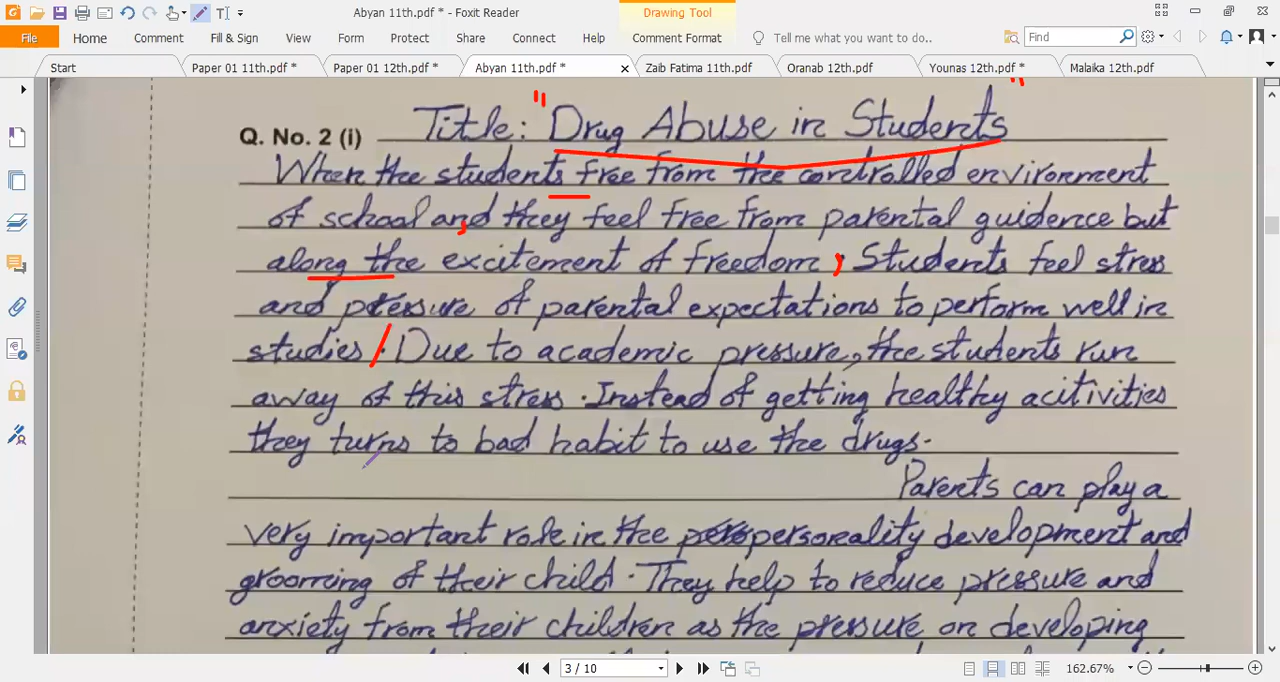 Abyan 11th.pdf * - Foxit Reader
Drawing Tool
File Home Comment Fill & Sign View Form Protect Share Connect Help Comment Format Tell me what you want to do.. Find
Start Paper 01 11th.pdf * Paper 01 12th.pdf * Abyan 11th.pdf * Zaib Fatima 11th.pdf Oranab 12th.pdf Younas 12th.pdf * Malaika 12th.pdf
Q. No. 2 (i) Title: "Drug Abuse in Students"
When the students free from the controlled environment
of school and they feel free from parental guidence but
along the excitement of freedom, Students feel stress
and pressure of parental expectations to perform well in
studies. Due to academic pressure, the students run
away of this stress. Instead of getting healthy acitivities
they turns to bad habit to use the drugs.
Parents can play a
very important role in the personality development and
grooming of their child. They help to reduce pressure and
anxiety from their children as the pressure on developing
3 / 10
162.67%